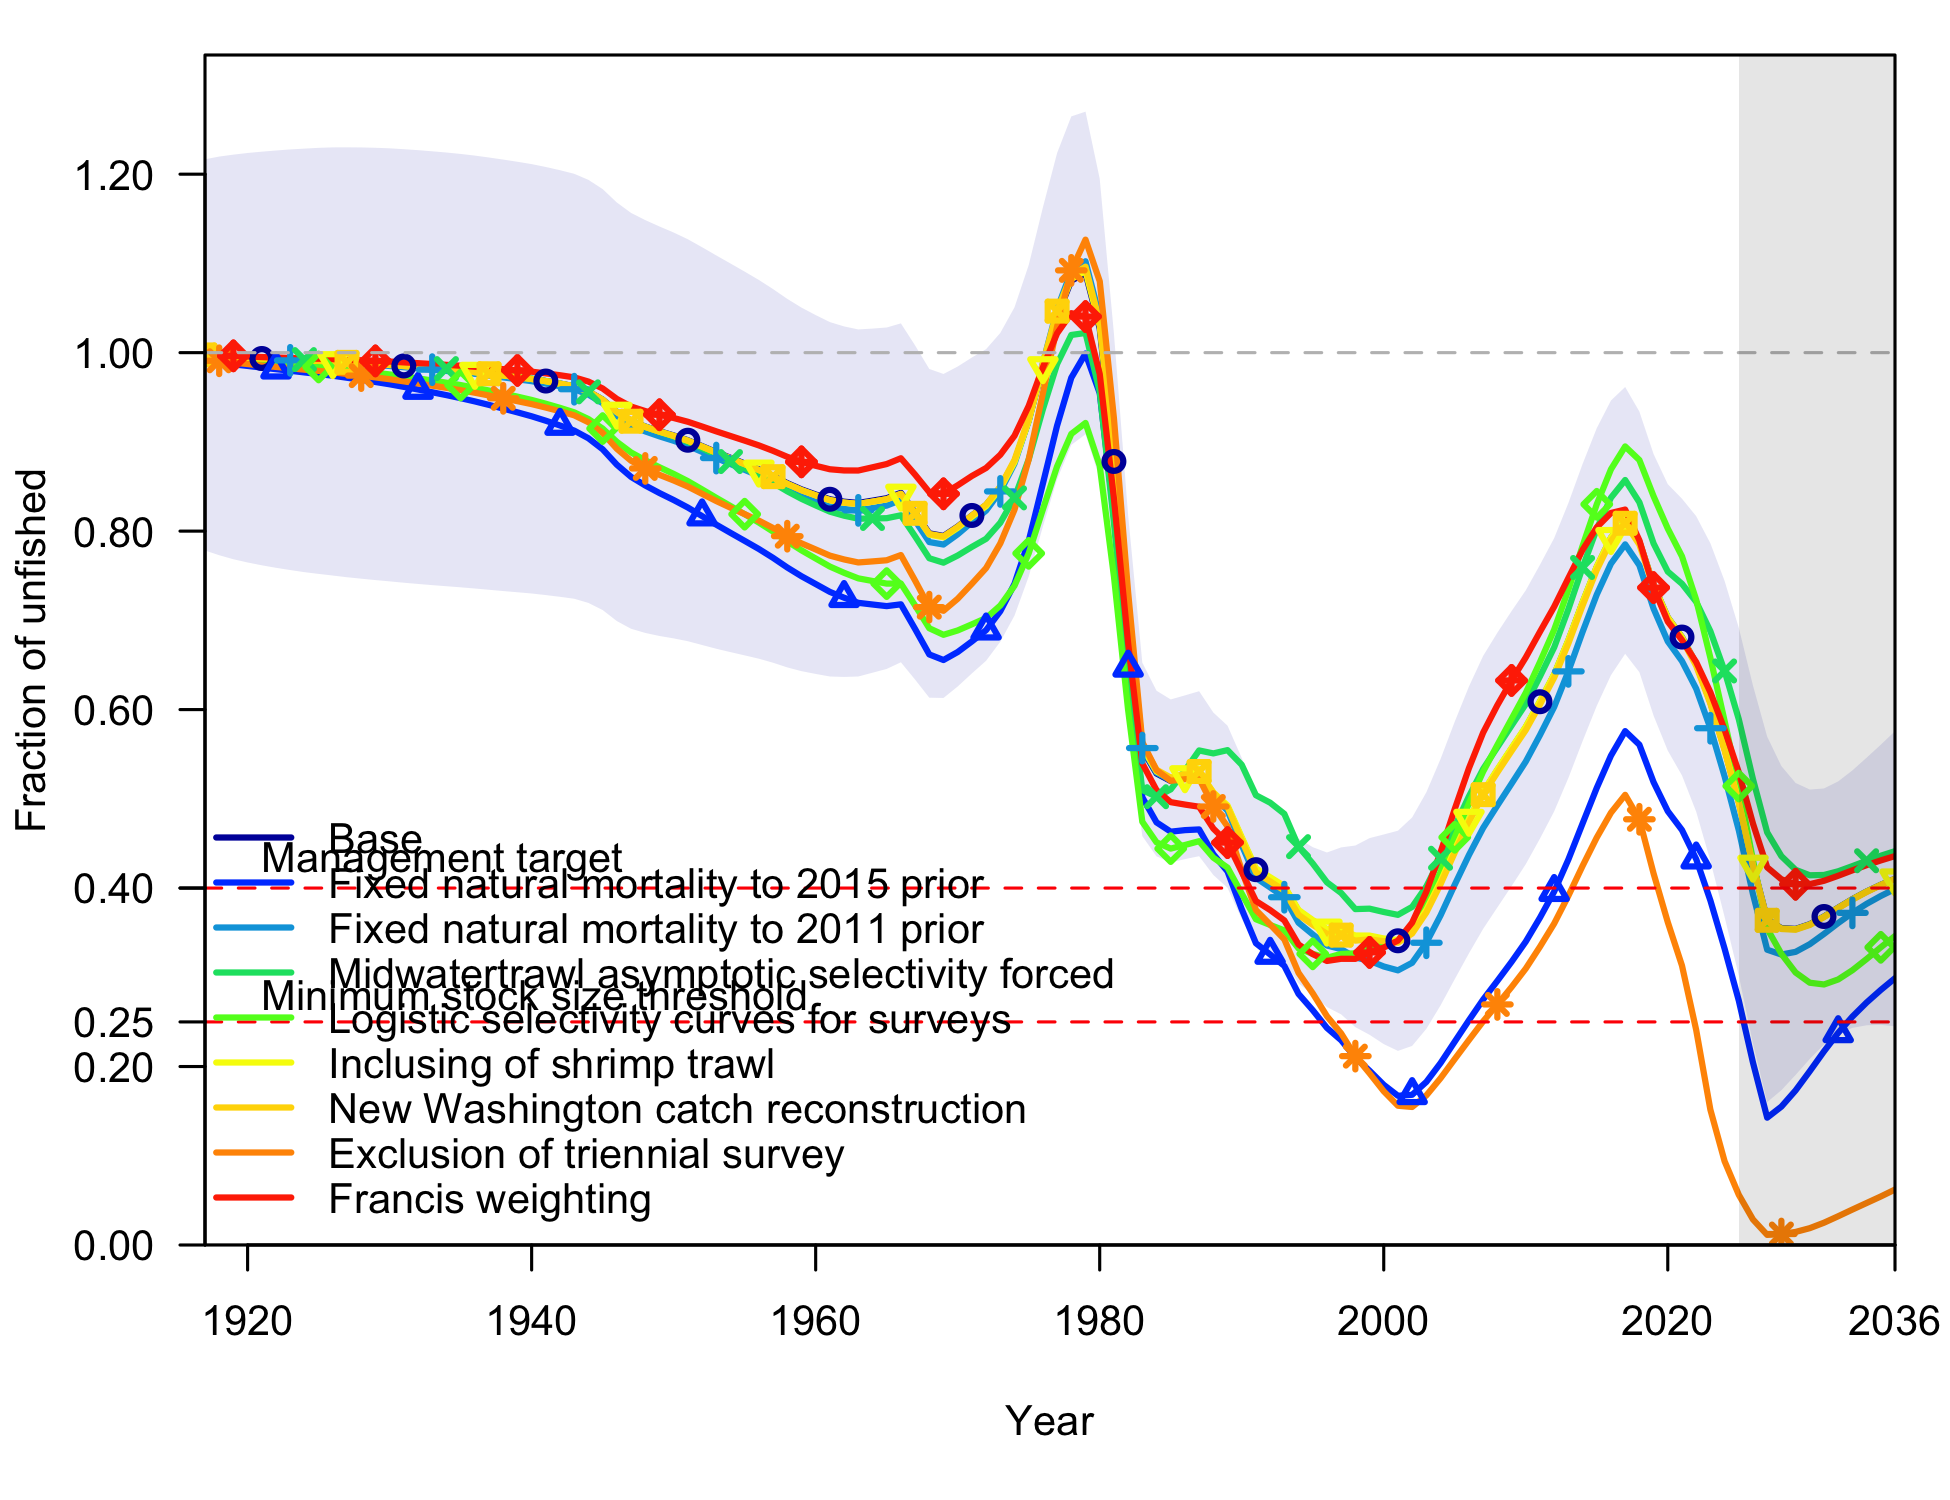 1.20
1.00
0.80
0.60
0.40
0.25
0.20
0.00
Fraction of unfished
Base
Management target
Fixed natural mortality to 2015 prior
Fixed natural mortality to 2011 prior
Midwatertrawl asymptotic selectivity forced
Minimum stock size threshold
Logistic selectivity curves for surveys
Inclusing of shrimp trawl
New Washington catch reconstruction
Exclusion of triennial survey
Francis weighting
1920 1940 1960 1980 2000 2020 2036
Year